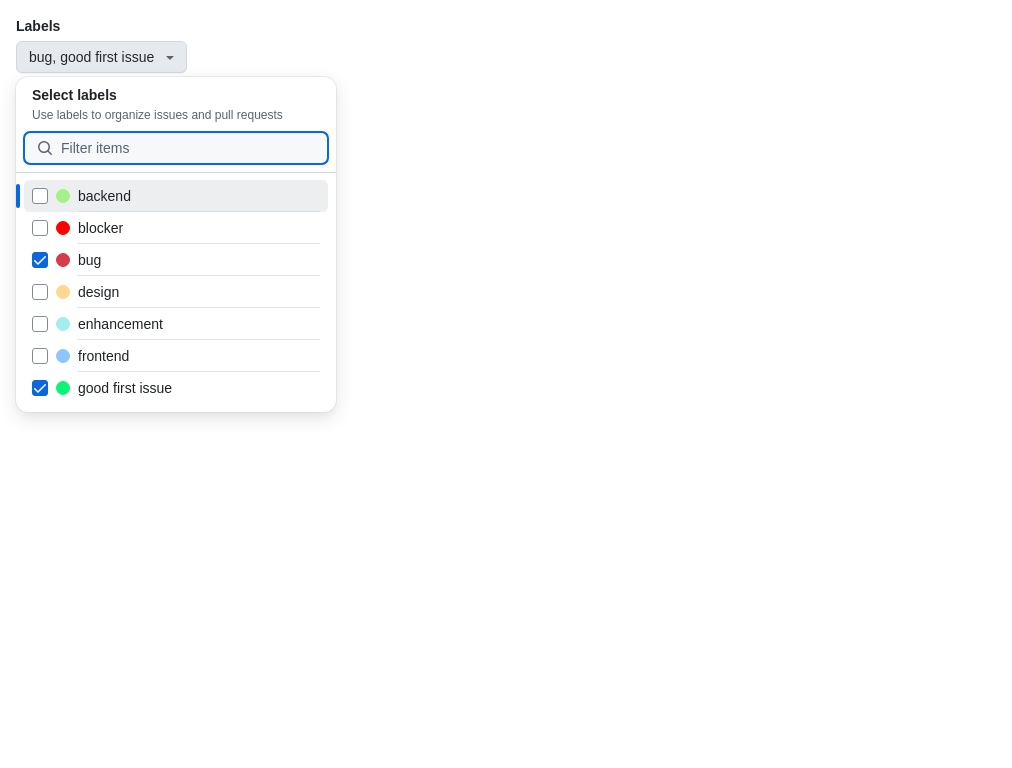 Labels
bug, good first issue
Select labels
Use labels to organize issues and pull requests
Filter items
backend
blocker
bug
design
enhancement
frontend
good first issue